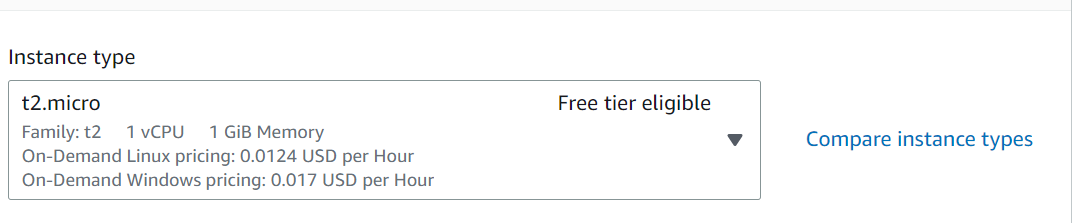 Instance type
t2.micro Free tier eligible
Family: t2 1 vCPU 1 GiB Memory
On-Demand Linux pricing: 0.0124 USD per Hour
On-Demand Windows pricing: 0.017 USD per Hour
Compare instance types